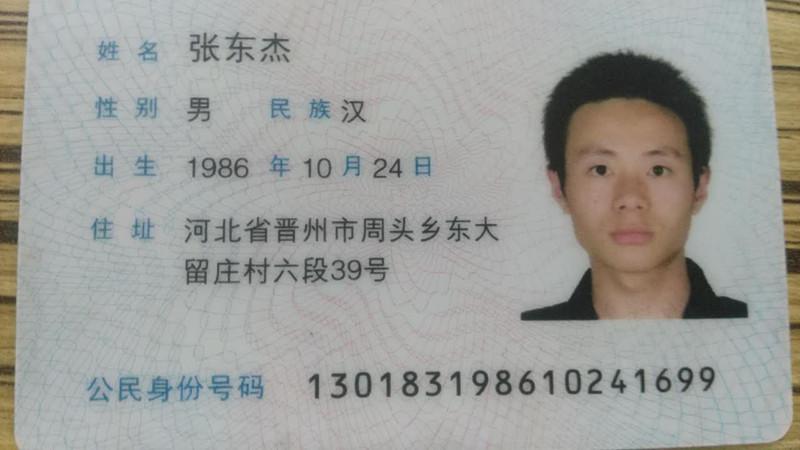 姓名 张东杰
性别 男 民族 汉
出生 1986 年 10 月 24 日
住址 河北省晋州市周头乡东大
留庄村六段39号
公民身份号码 130183198610241699